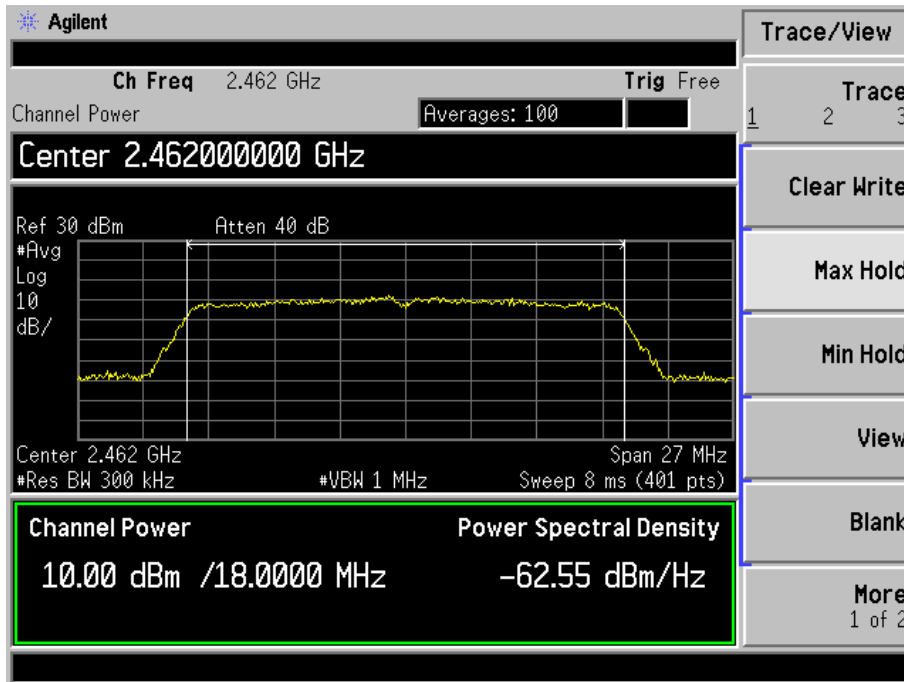 Agilent
Trace/View
Ch Freq 2.462 GHz Trig Free
Channel Power Averages: 100
Center 2.462000000 GHz
Ref 30 dBm Atten 40 dB
#Avg
Log
10
dB/
Center 2.462 GHz Span 27 MHz
#Res BW 300 kHz #VBW 1 MHz Sweep 8 ms (401 pts)
Channel Power Power Spectral Density
10.00 dBm /18.0000 MHz -62.55 dBm/Hz
Trace
1 2 3
Clear Write
Max Hold
Min Hold
View
Blank
More
1 of 2